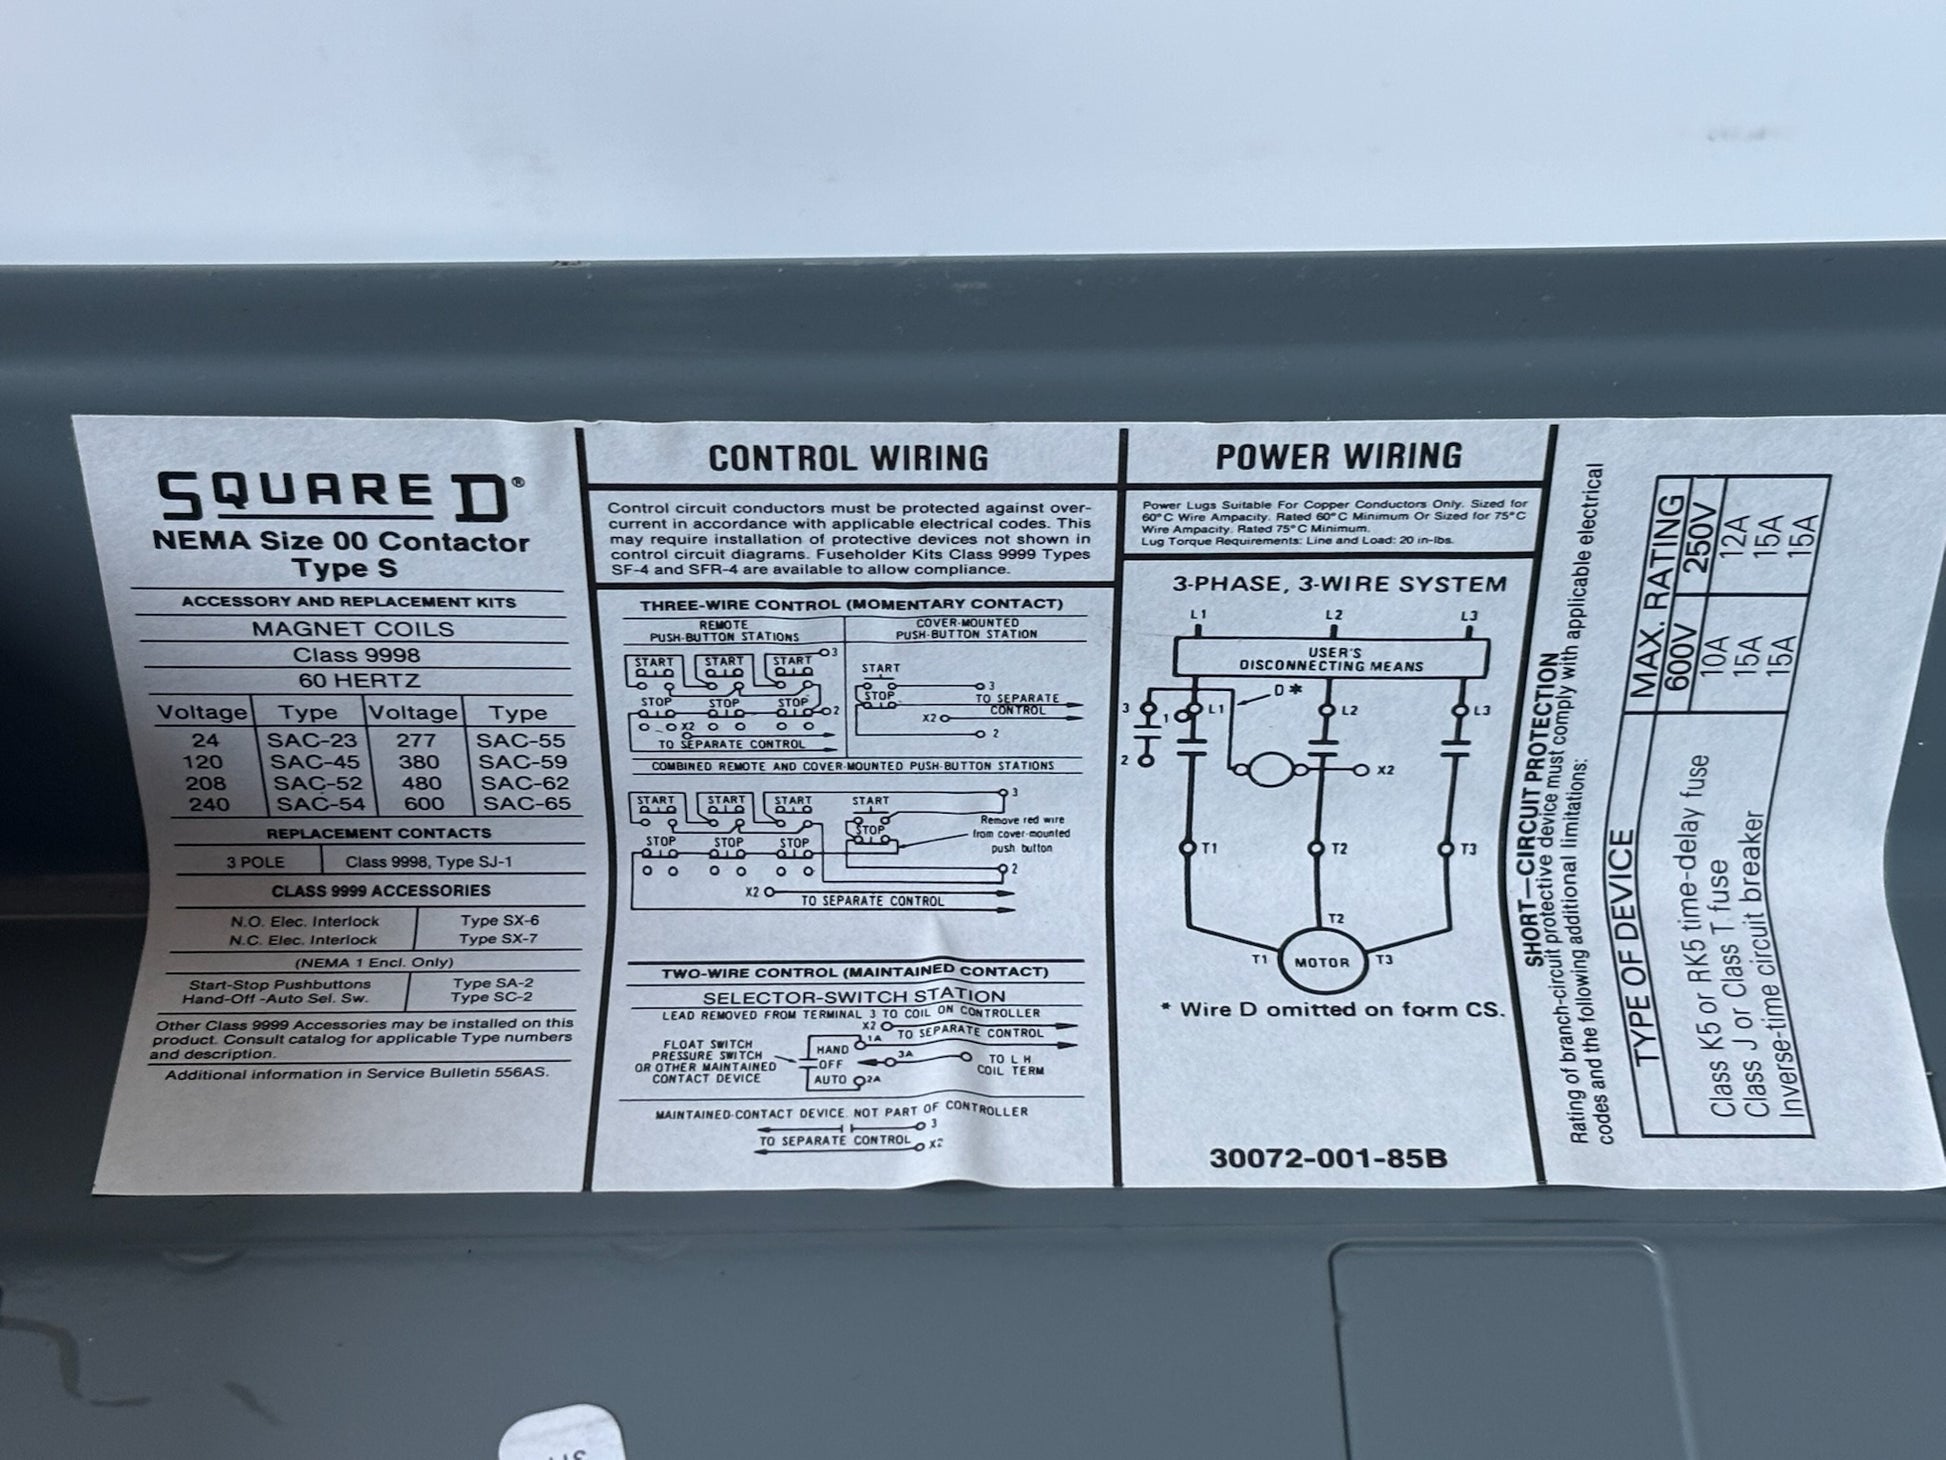 SQUARE D®
NEMA Size 00 Contactor
Type S
ACCESSORY AND REPLACEMENT KITS
MAGNET COILS
Class 9998
60 HERTZ
Voltage Type Voltage Type
24 SAC-23 277 SAC-55
120 SAC-45 380 SAC-59
208 SAC-52 480 SAC-62
240 SAC-54 600 SAC-65
REPLACEMENT CONTACTS
3 POLE Class 9998, Type SJ-1
CLASS 9999 ACCESSORIES
N.O. Elec. Interlock Type SX-6
N.C. Elec. Interlock Type SX-7
(NEMA 1 Encl. Only)
Start-Stop Pushbuttons Type SA-2
Hand-Off-Auto Sel. Sw. Type SC-2
Other Class 9999 Accessories may be installed on this
product. Consult catalog for applicable Type numbers
and description.
Additional information in Service Bulletin 556AS.
CONTROL WIRING
Control circuit conductors must be protected against over-
current in accordance with applicable electrical codes. This
may require installation of protective devices not shown in
control circuit diagrams. Fuseholder Kits Class 9999 Types
SF-4 and SFR-4 are available to allow compliance.
THREE-WIRE CONTROL (MOMENTARY CONTACT)
REMOTE
PUSH-BUTTON STATIONS
START START START 3
STOP STOP STOP 2
X2
TO SEPARATE CONTROL
COVER-MOUNTED
PUSH-BUTTON STATION
START
STOP 3
TO SEPARATE
CONTROL
X2
2
COMBINED REMOTE AND COVER-MOUNTED PUSH-BUTTON STATIONS
START START START START 3
STOP
Remove red wire
from cover-mounted
push button
STOP STOP STOP
2
X2
TO SEPARATE CONTROL
TWO-WIRE CONTROL (MAINTAINED CONTACT)
SELECTOR-SWITCH STATION
LEAD REMOVED FROM TERMINAL 3 TO COIL ON CONTROLLER
X2
TO SEPARATE CONTROL
FLOAT SWITCH
PRESSURE SWITCH
OR OTHER MAINTAINED
CONTACT DEVICE
HAND 1A
OFF 3A
AUTO 2A
TO L H
COIL TERM
MAINTAINED-CONTACT DEVICE NOT PART OF CONTROLLER
3
TO SEPARATE CONTROL
X2
POWER WIRING
Power Lugs Suitable For Copper Conductors Only. Sized for
60°C Wire Ampacity. Rated 60°C Minimum Or Sized for 75°C
Wire Ampacity. Rated 75°C Minimum.
Lug Torque Requirements: Line and Load: 20 in-lbs.
3-PHASE, 3-WIRE SYSTEM
L1 L2 L3
USER'S
DISCONNECTING MEANS
D *
3 1 L1 L2 L3
2 X2
T1 T2 T3
T2
T1 MOTOR T3
* Wire D omitted on form CS.
30072-001-85B
SHORT—CIRCUIT PROTECTION
Rating of branch-circuit protective device must comply with applicable electrical
codes and the following additional limitations:
TYPE OF DEVICE MAX. RATING
600V 250V
Class K5 or RK5 time-delay fuse 10A 12A
Class J or Class T fuse 15A 15A
Inverse-time circuit breaker 15A 15A